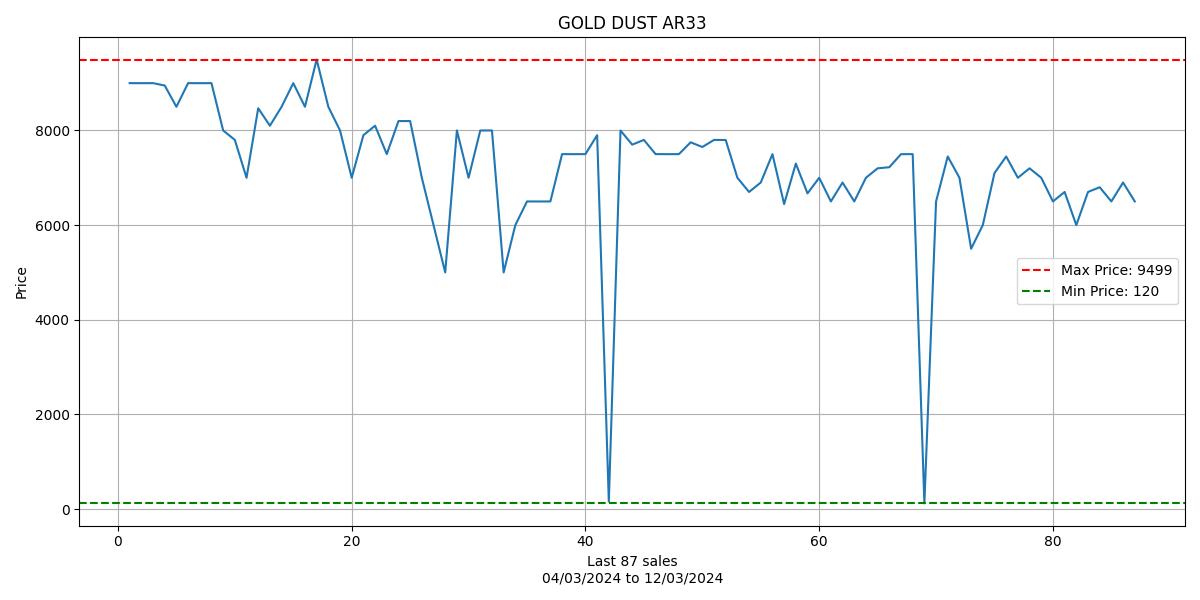 GOLD DUST AR33
Price
8000
6000
4000
2000
0
Max Price: 9499
Min Price: 120
0 20 40 60 80
Last 87 sales
04/03/2024 to 12/03/2024